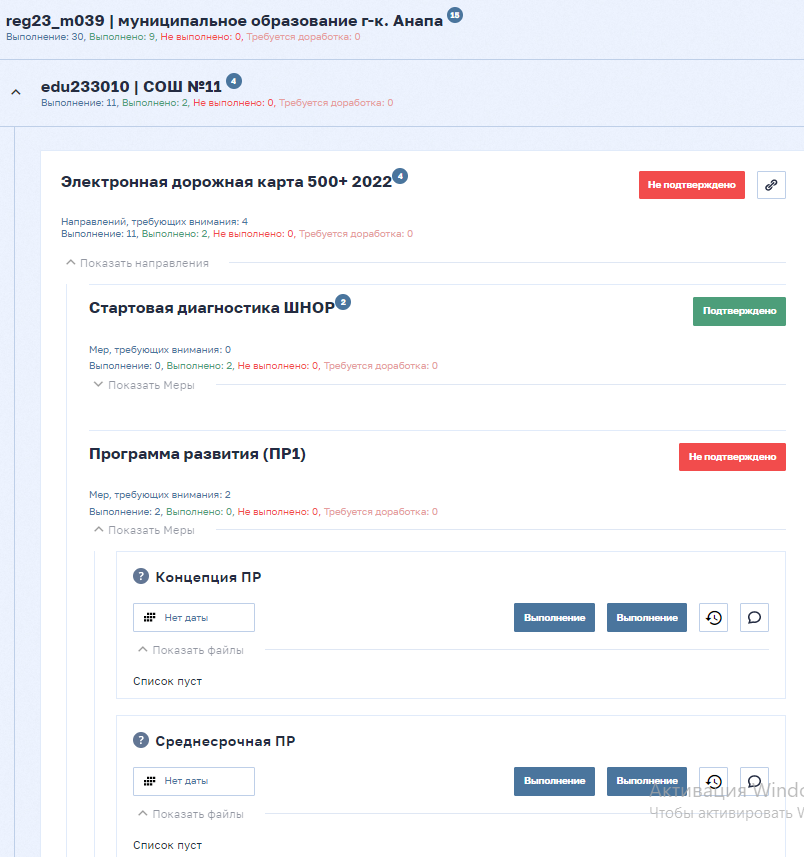 reg23_m039 | муниципальное образование г-к. Анапа 15
Выполнение: 30, Выполнено: 9, Не выполнено: 0, Требуется доработка: 0
edu233010 | СОШ №11 4
Выполнение: 11, Выполнено: 2, Не выполнено: 0, Требуется доработка: 0
Электронная дорожная карта 500+ 2022 4
Не подтверждено
Направлений, требующих внимания: 4
Выполнение: 11, Выполнено: 2, Не выполнено: 0, Требуется доработка: 0
Показать направления
Стартовая диагностика ШНОР 2
Подтверждено
Мер, требующих внимания: 0
Выполнение: 0, Выполнено: 2, Не выполнено: 0, Требуется доработка: 0
Показать Меры
Программа развития (ПР1)
Не подтверждено
Мер, требующих внимания: 2
Выполнение: 2, Выполнено: 0, Не выполнено: 0, Требуется доработка: 0
Показать Меры
? Концепция ПР
Нет даты Выполнение Выполнение
Показать файлы
Список пуст
? Среднесрочная ПР
Нет даты Выполнение Выполнение
Активация Windo
Показать файлы
Чтобы активировать W
Список пуст